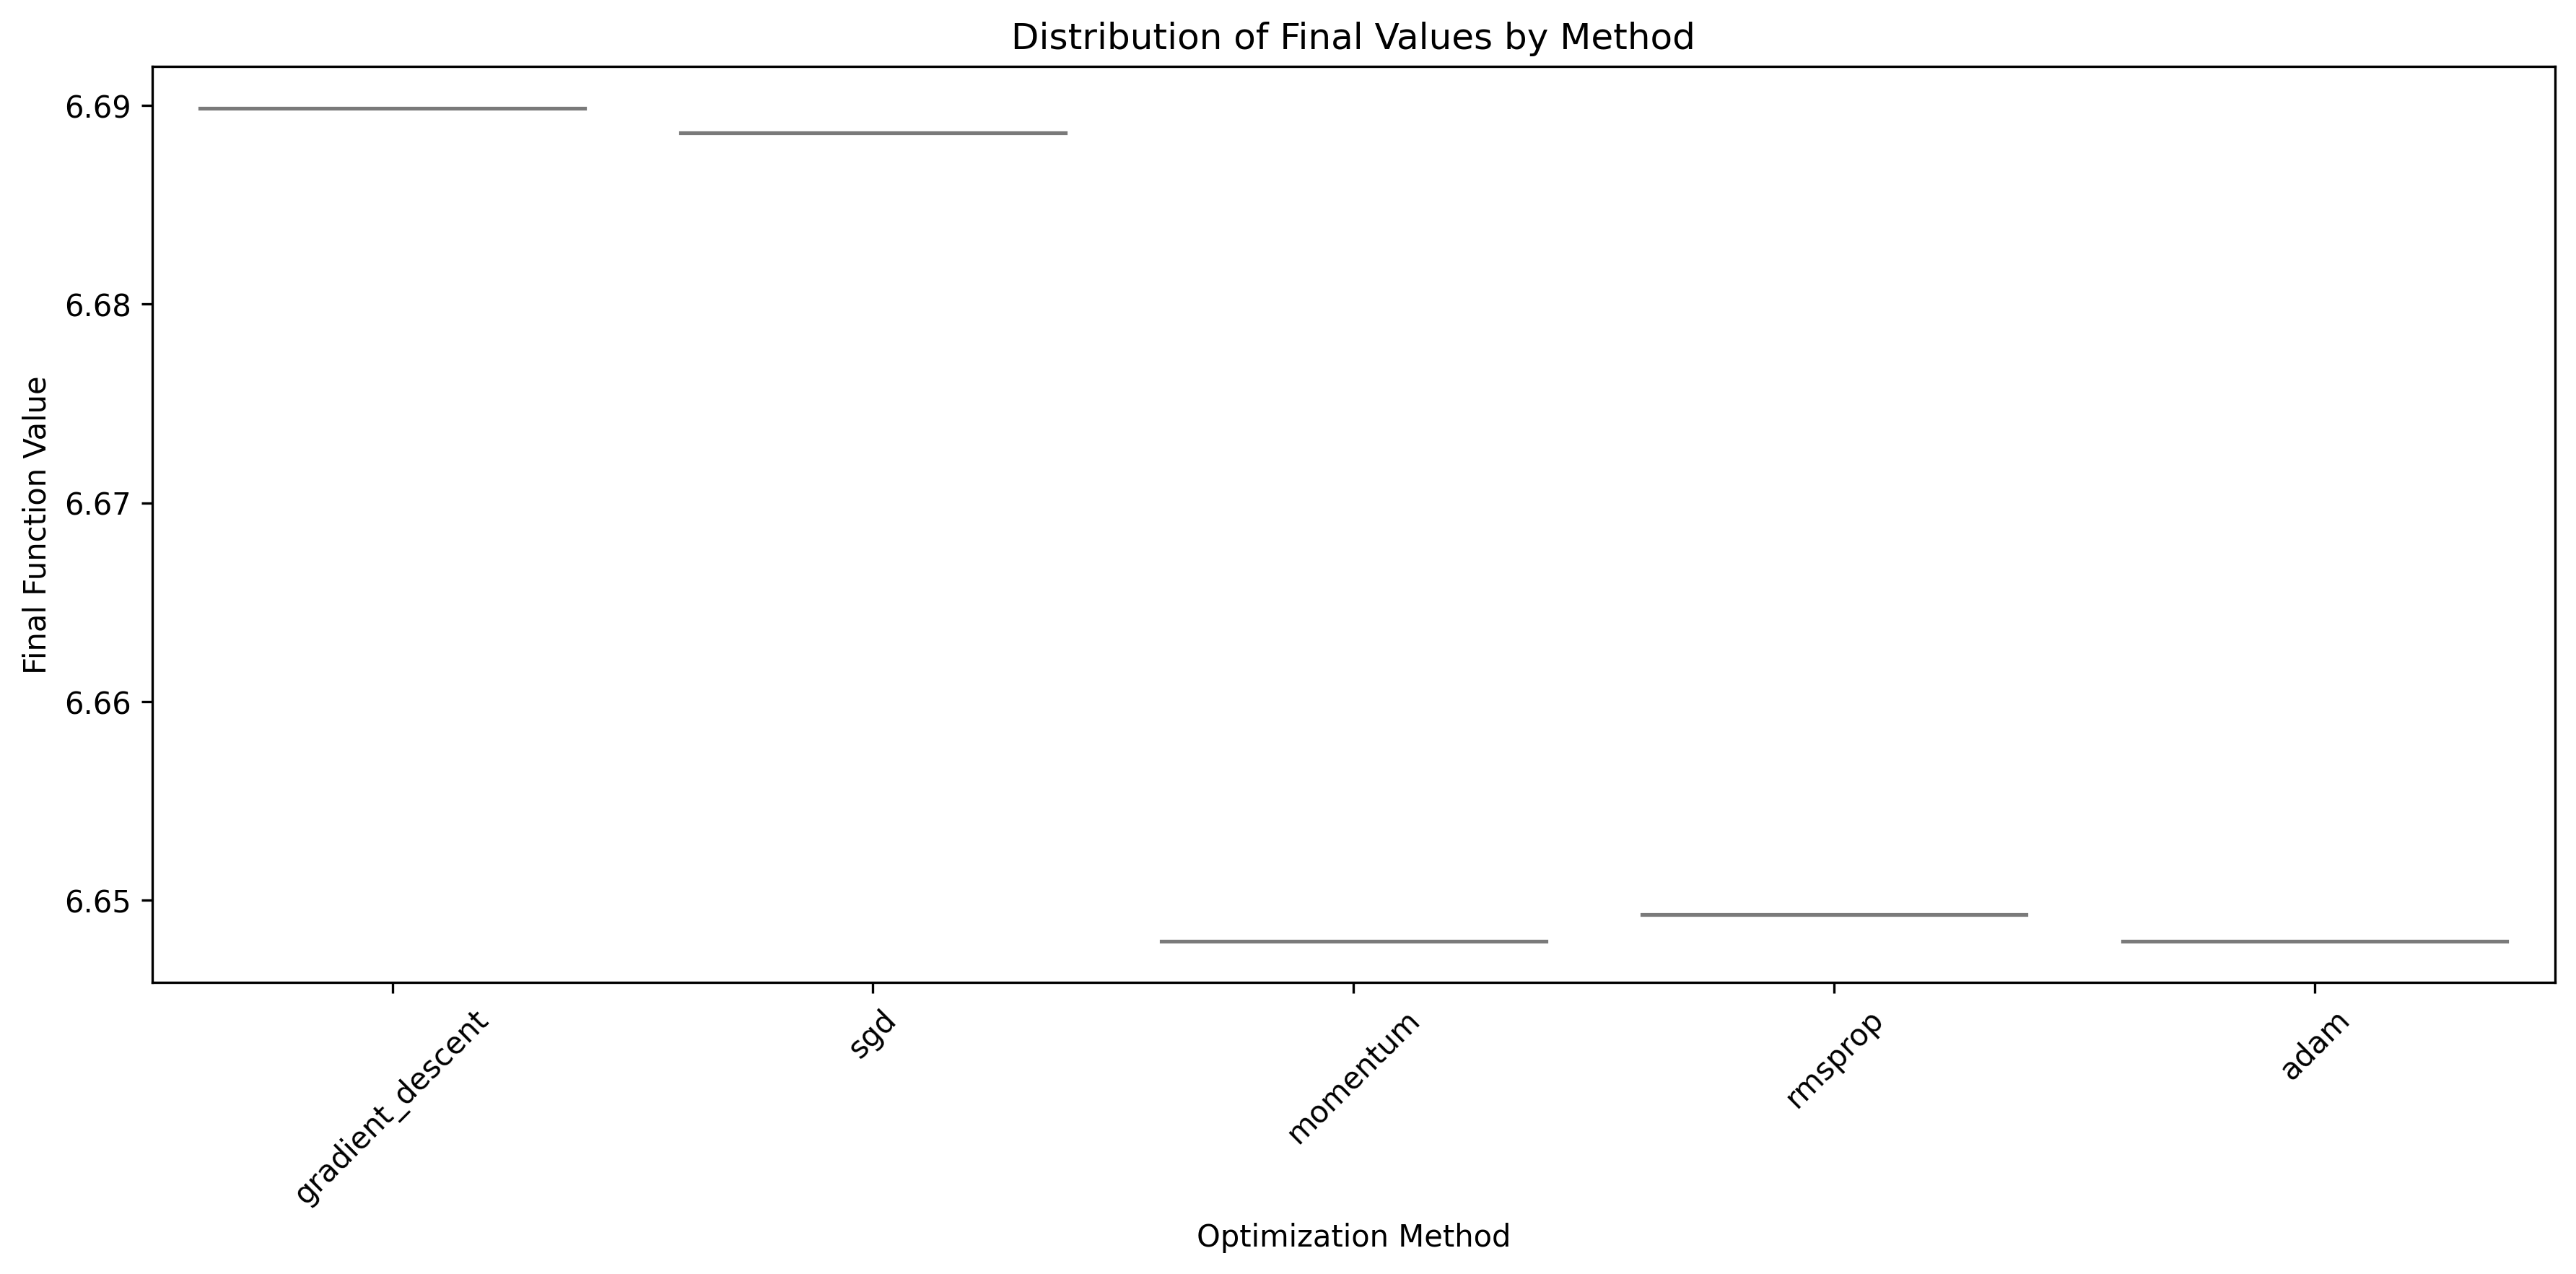 Distribution of Final Values by Method
Final Function Value
6.69
6.68
6.67
6.66
6.65
gradient_descent
sgd
momentum
rmsprop
adam
Optimization Method